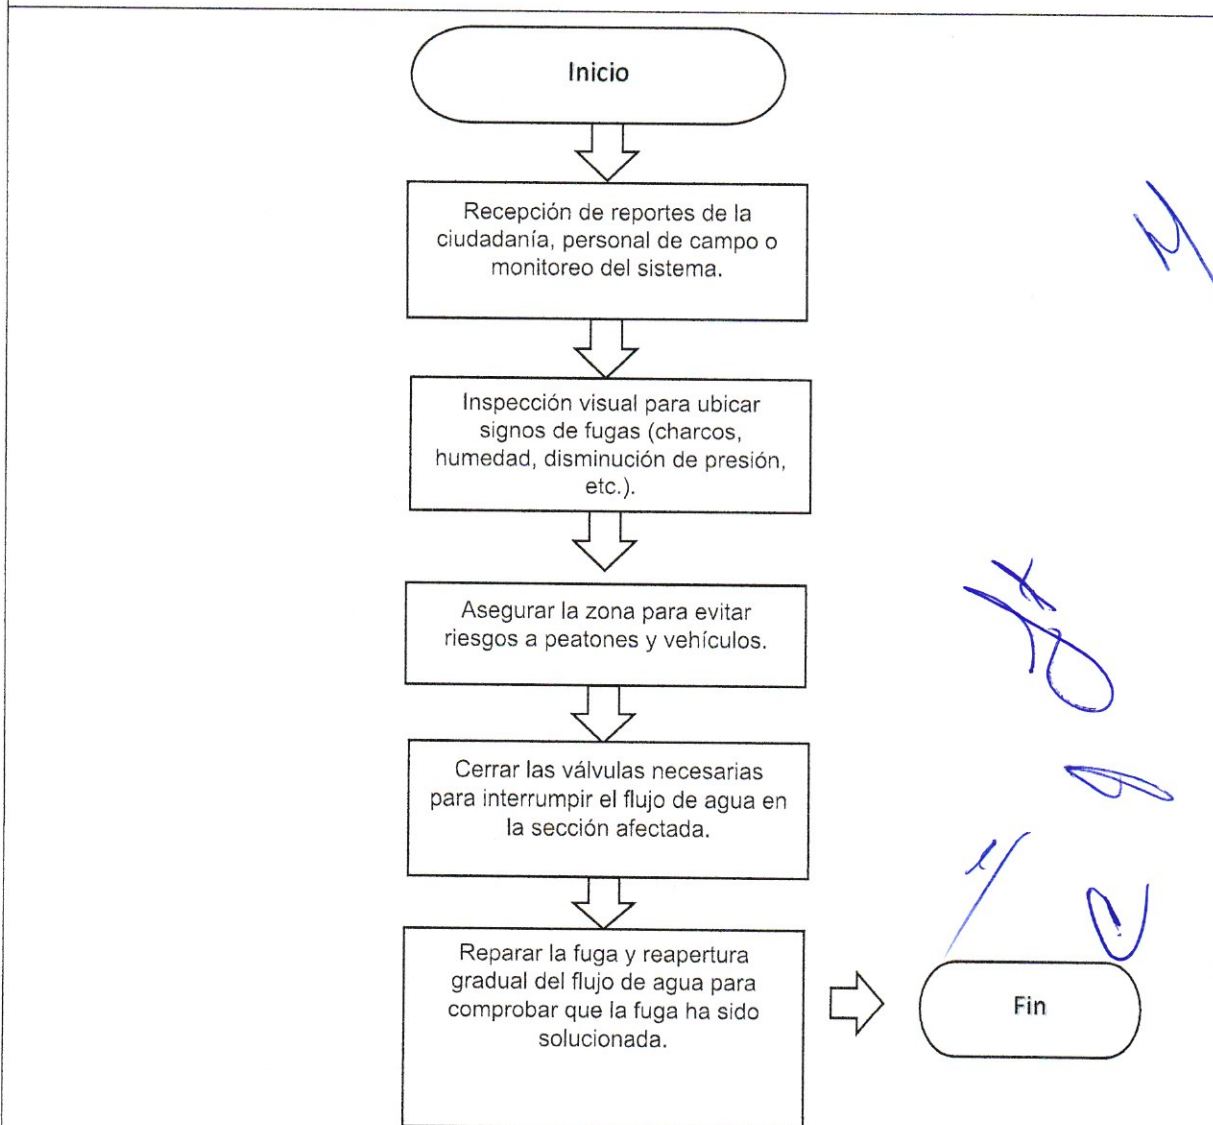 Inicio
Recepción de reportes de la
ciudadanía, personal de campo o
monitoreo del sistema.
Inspección visual para ubicar
signos de fugas (charcos,
humedad, disminución de presión,
etc.).
Asegurar la zona para evitar
riesgos a peatones y vehículos.
Cerrar las válvulas necesarias
para interrumpir el flujo de agua en
la sección afectada.
Reparar la fuga y reapertura
gradual del flujo de agua para
comprobar que la fuga ha sido
solucionada.
Fin